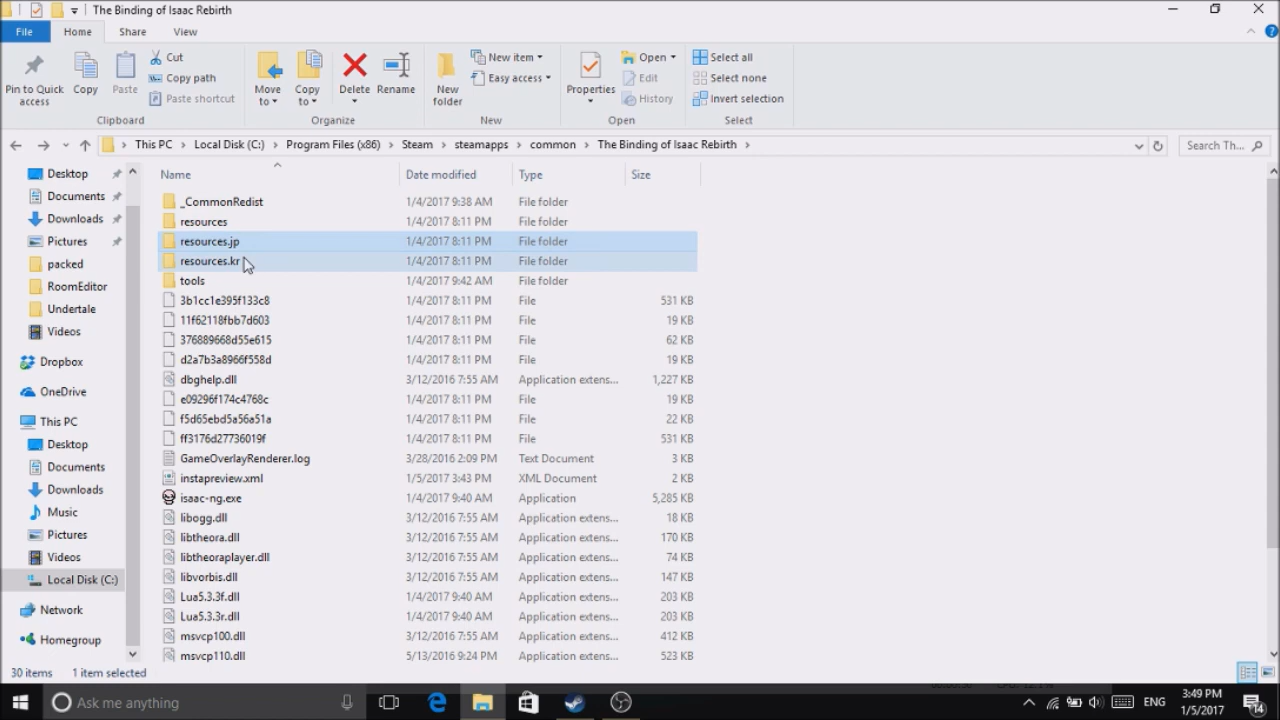 The Binding of Isaac Rebirth
File Home Share View
Pin to Quick access
Copy
Paste
Cut
Copy path
Paste shortcut
Clipboard
Move to
Copy to
Delete
Rename
Organize
New folder
New item
Easy access
New
Properties
Open
Edit
History
Open
Select all
Select none
Invert selection
Select
This PC Local Disk (C:) Program Files (x86) Steam steamapps common The Binding of Isaac Rebirth
Search Th...
Desktop
Documents
Downloads
Pictures
packed
RoomEditor
Undertale
Videos
Dropbox
OneDrive
This PC
Desktop
Documents
Downloads
Music
Pictures
Videos
Local Disk (C:)
Network
Homegroup
Name Date modified Type Size
_CommonRedist 1/4/2017 9:38 AM File folder
resources 1/4/2017 8:11 PM File folder
resources.jp 1/4/2017 8:11 PM File folder
resources.kr 1/4/2017 8:11 PM File folder
tools 1/4/2017 9:42 AM File folder
3b1cc1e395f133c8 1/4/2017 8:11 PM File 531 KB
11f62118fbb7d603 1/4/2017 8:11 PM File 19 KB
376889668d55e615 1/4/2017 8:11 PM File 62 KB
d2a7b3a8966f558d 1/4/2017 8:11 PM File 19 KB
dbghelp.dll 3/12/2016 7:55 AM Application extens... 1,227 KB
e09296f174c4768c 1/4/2017 8:11 PM File 19 KB
f5d65ebd5a56a51a 1/4/2017 8:11 PM File 22 KB
ff3176d27736019f 1/4/2017 8:11 PM File 531 KB
GameOverlayRenderer.log 3/28/2016 2:09 PM Text Document 3 KB
instapreview.xml 1/5/2017 3:43 PM XML Document 2 KB
isaac-ng.exe 1/4/2017 9:40 AM Application 5,285 KB
libogg.dll 3/12/2016 7:55 AM Application extens... 18 KB
libtheora.dll 3/12/2016 7:55 AM Application extens... 170 KB
libtheoraplayer.dll 3/12/2016 7:55 AM Application extens... 74 KB
libvorbis.dll 3/12/2016 7:55 AM Application extens... 147 KB
Lua5.3.3f.dll 1/4/2017 9:40 AM Application extens... 203 KB
Lua5.3.3r.dll 1/4/2017 9:40 AM Application extens... 203 KB
msvcp100.dll 3/12/2016 7:55 AM Application extens... 412 KB
msvcp110.dll 5/13/2016 9:24 PM Application extens... 523 KB
30 items 1 item selected
Ask me anything
ENG
3:49 PM
1/5/2017
14